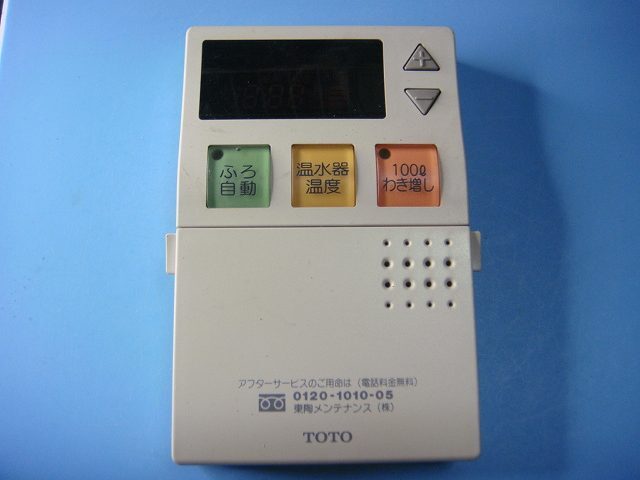 +
−
ふろ
自動
温水器
温度
100ℓ
わき増し
アフターサービスのご用命は(電話料金無料)
0120-1010-05
東陶メンテナンス(株)
TOTO